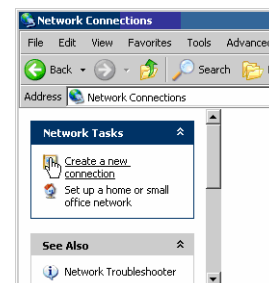 Network Connections
File Edit View Favorites Tools Advanced
Back Search
Address Network Connections
Network Tasks
Create a new
connection
Set up a home or small
office network
See Also
Network Troubleshooter